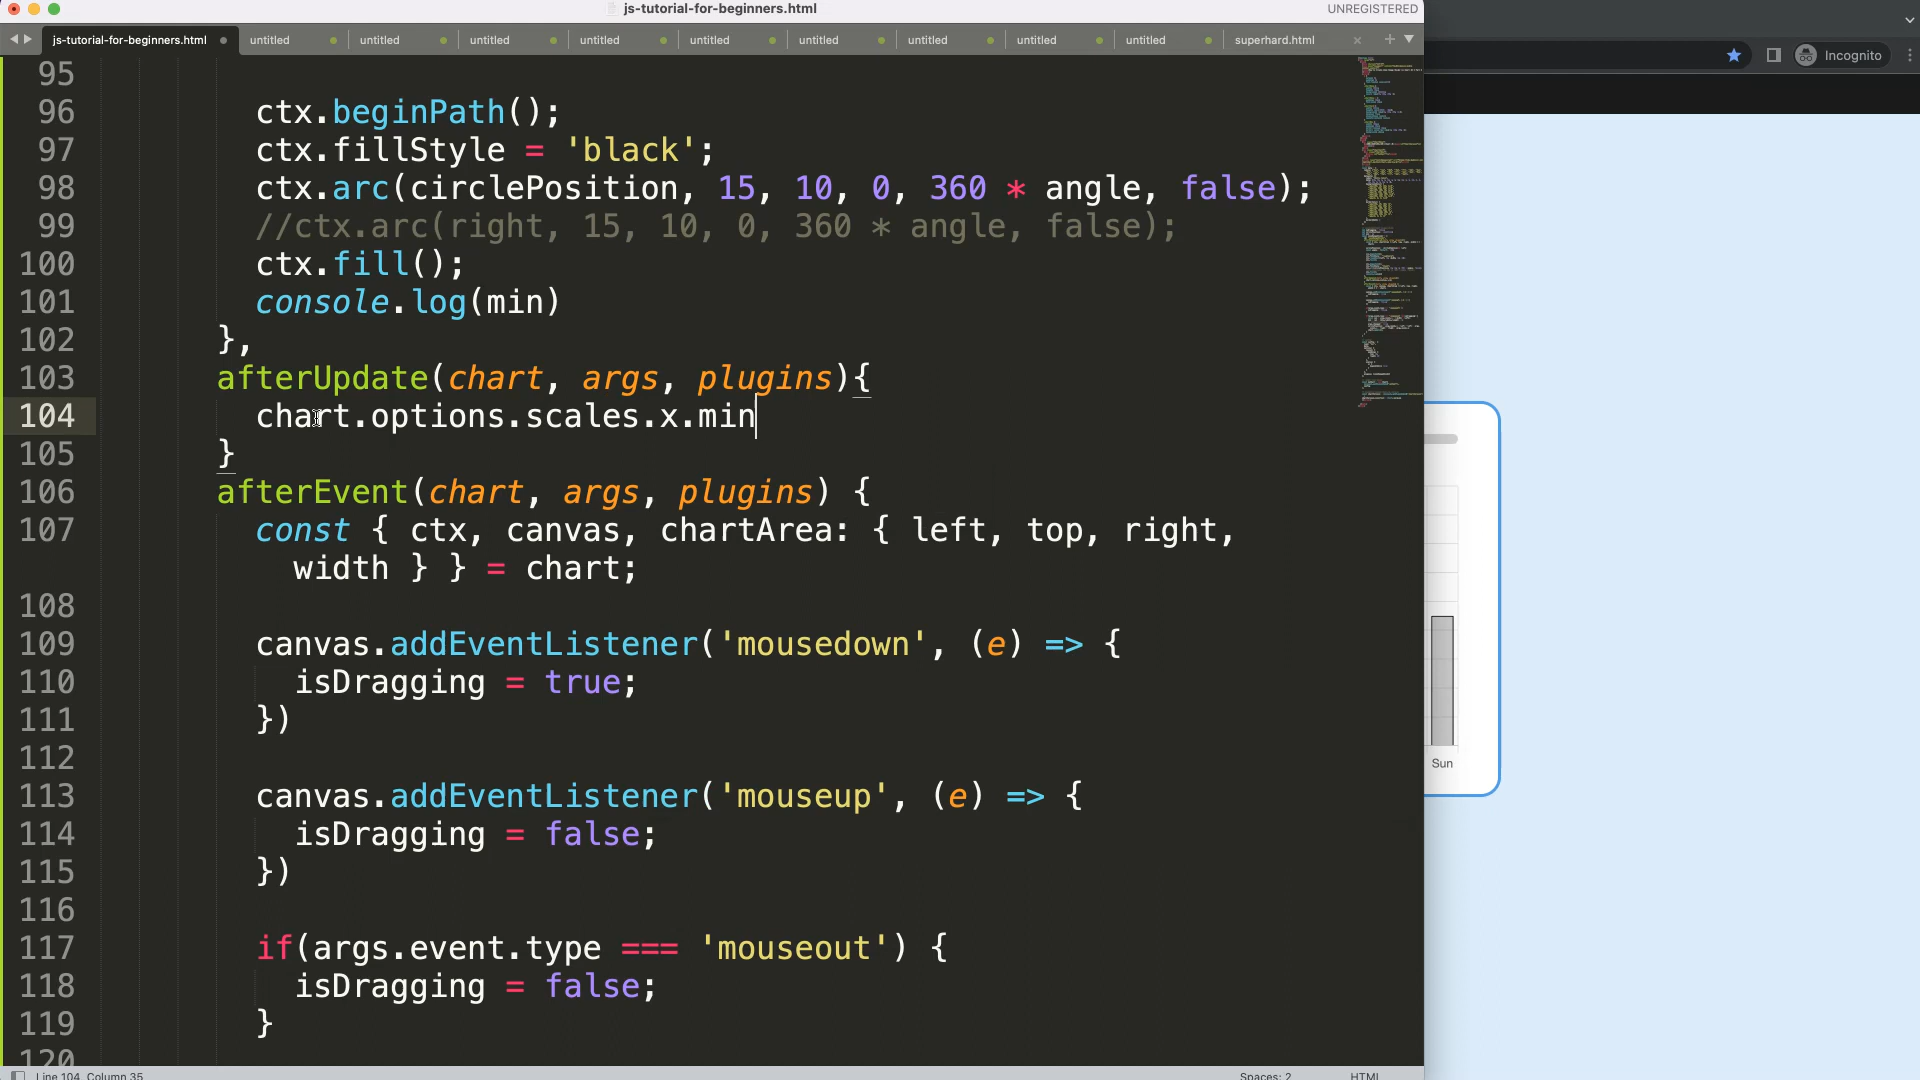 js-tutorial-for-beginners.html
UNREGISTERED
js-tutorial-for-beginners.html untitled untitled untitled untitled untitled untitled untitled untitled untitled superhard.html
Incognito
95
96 ctx.beginPath();
97 ctx.fillStyle = 'black';
98 ctx.arc(circlePosition, 15, 10, 0, 360 * angle, false);
99 //ctx.arc(right, 15, 10, 0, 360 * angle, false);
100 ctx.fill();
101 console.log(min)
102 },
103 afterUpdate(chart, args, plugins){
104 chart.options.scales.x.min
105 }
106 afterEvent(chart, args, plugins) {
107 const { ctx, canvas, chartArea: { left, top, right,
width } } = chart;
108
109 canvas.addEventListener('mousedown', (e) => {
110 isDragging = true;
111 })
112
113 canvas.addEventListener('mouseup', (e) => {
114 isDragging = false;
115 })
116
117 if(args.event.type === 'mouseout') {
118 isDragging = false;
119 }
120
Sun
Line 104, Column 35
Spaces: 2
HTML